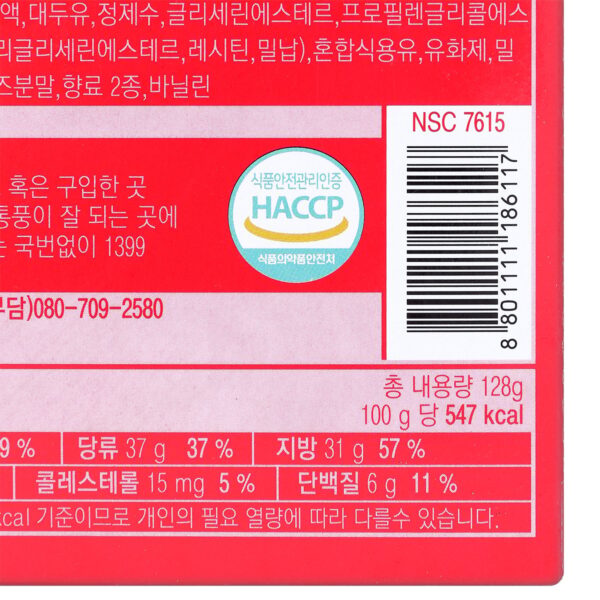 액,대두유,정제수,글리세린에스테르,프로필렌글리콜에스
리글리세린에스테르,레시틴,밀납),혼합식용유,유화제,밀
즈분말,향료 2종,바닐린
NSC 7615
8 801111 186117
식품안전관리인증
HACCP
식품의약품안전처
혹은 구입한 곳
통풍이 잘 되는 곳에
는 국번없이 1399
부담)080-709-2580
총 내용량 128g
100 g 당 547 kcal
9 % 당류 37 g 37 % 지방 31 g 57 %
콜레스테롤 15 mg 5 % 단백질 6 g 11 %
kcal 기준이므로 개인의 필요 열량에 따라 다를수 있습니다.